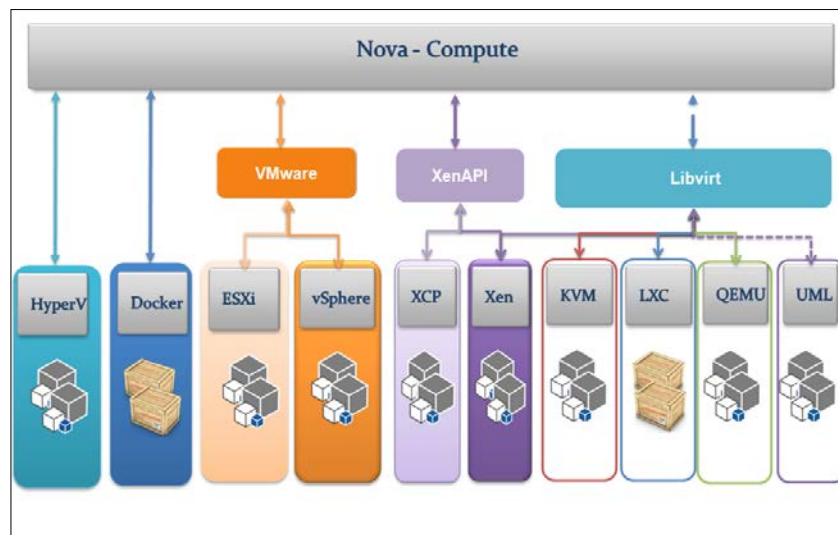 Nova - Compute
VMware
XenAPI
Libvirt
HyperV
Docker
ESXi
vSphere
XCP
Xen
KVM
LXC
QEMU
UML